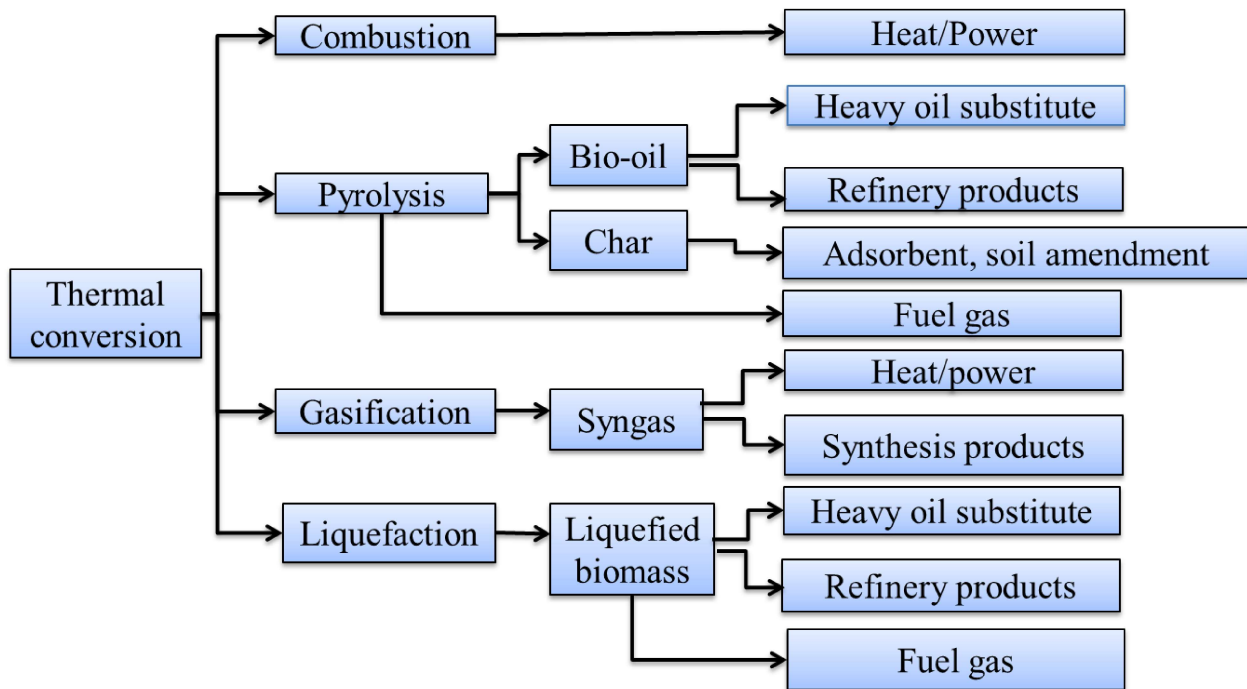 Combustion
Heat/Power
Heavy oil substitute
Bio-oil
Pyrolysis
Refinery products
Char
Adsorbent, soil amendment
Thermal
conversion
Fuel gas
Heat/power
Gasification
Syngas
Synthesis products
Heavy oil substitute
Liquefaction
Liquefied
biomass
Refinery products
Fuel gas